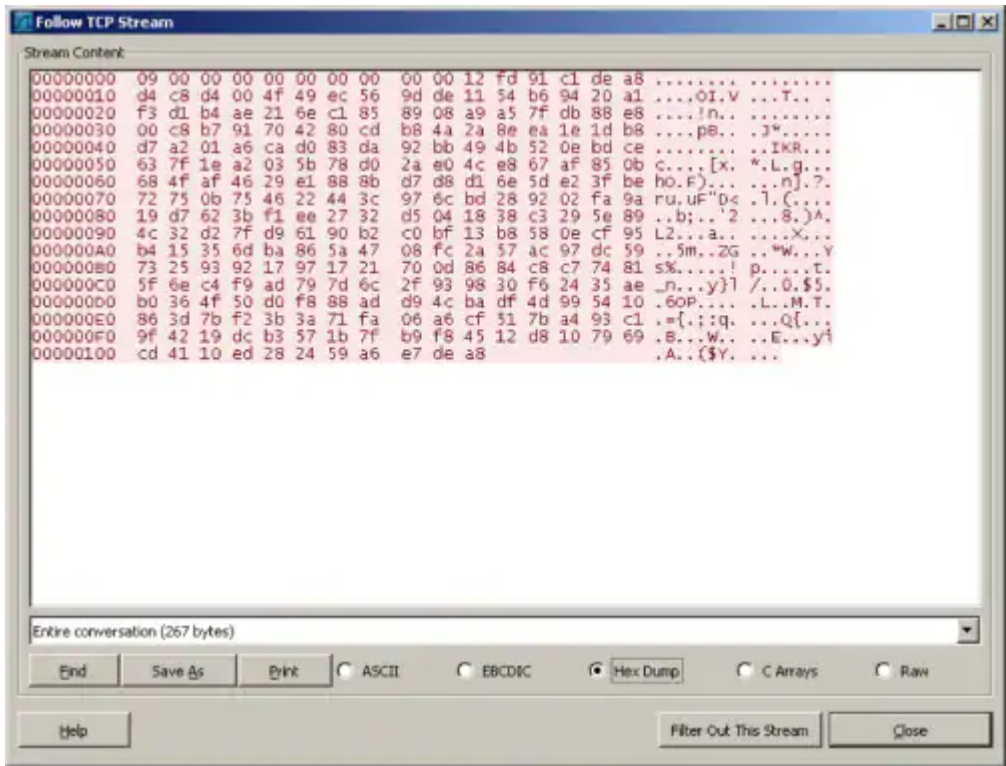 Follow TCP Stream
Stream Content
00000000 09 00 00 00 00 00 00 00 00 00 12 fd 91 c1 de a8 ........ ........
00000010 d4 c8 d4 00 4f 49 ec 56 9d de 11 54 b6 94 20 a1 ....OI.V ...T.. .
00000020 f3 d1 b4 ae 21 6e c1 85 89 08 a9 a5 7f db 88 e8 ....!n.. ........
00000030 00 c8 b7 91 70 42 80 cd b8 4a 2a 8e ea 1e 1d b8 ....pB.. .J*.....
00000040 d7 a2 01 a6 ca d0 83 da 92 bb 49 4b 52 0e bd ce ........ ..IKR...
00000050 63 7f 1e a2 03 5b 78 d0 2a e0 4c e8 67 af 85 0b c....[x. *.L.g...
00000060 68 4f af 46 29 e1 88 8b d7 d8 d1 6e 5d e2 3f be hO.F)... ...n].?.
00000070 72 75 0b 75 46 22 44 3c 97 6c bd 28 92 02 fa 9a ru.uF"D< .l.(....
00000080 19 d7 62 3b f1 ee 27 32 d5 04 18 38 c3 29 5e 89 ..b;..'2 ...8.)^.
00000090 4c 32 d2 7f d9 61 90 b2 c0 bf 13 b8 58 0e cf 95 L2...a.. ....X...
000000A0 b4 15 35 6d ba 86 5a 47 08 fc 2a 57 ac 97 dc 59 ..5m..ZG ..*W...Y
000000B0 73 25 93 92 17 97 17 21 70 0d 86 84 c8 c7 74 81 s%.....! p.....t.
000000C0 5f 6e c4 f9 ad 79 7d 6c 2f 93 98 30 f6 24 35 ae _n...y}l /..0.$5.
000000D0 b0 36 4f 50 d0 f8 88 ad d9 4c ba df 4d 99 54 10 .6OP.... .L..M.T.
000000E0 86 3d 7b f2 3b 3a 71 fa 06 a6 cf 51 7b a4 93 c1 .={.;:q. ...Q{...
000000F0 9f 42 19 dc b3 57 1b 7f b9 f8 45 12 d8 10 79 69 .B...W.. ..E...yi
00000100 cd 41 10 ed 28 24 59 a6 e7 de a8 .A..($Y. ...
Entire conversation (267 bytes)
Find Save As Print ASCII EBCDIC Hex Dump C Arrays Raw
Help Filter Out This Stream Close